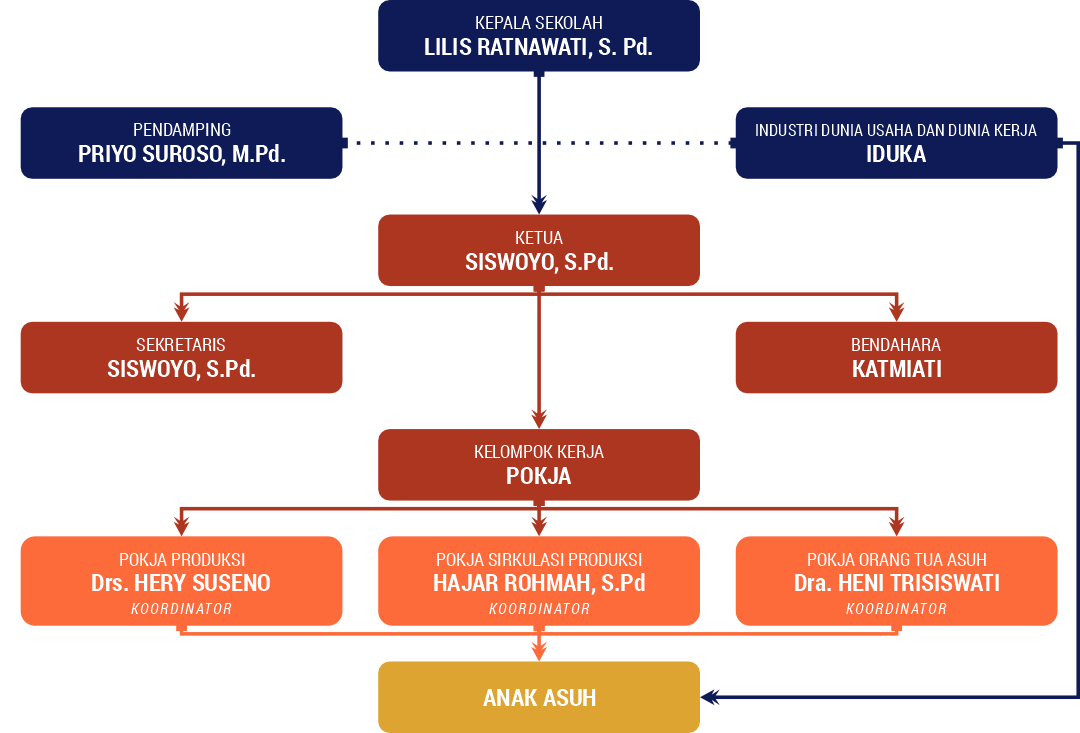 KEPALA SEKOLAH
LILIS RATNAWATI, S. Pd.
PENDAMPING
PRIYO SUROSO, M.Pd.
INDUSTRI DUNIA USAHA DAN DUNIA KERJA
IDUKA
KETUA
SISWOYO, S.Pd.
SEKRETARIS
SISWOYO, S.Pd.
BENDAHARA
KATMIATI
KELOMPOK KERJA
POKJA
POKJA PRODUKSI
Drs. HERY SUSENO
KOORDINATOR
POKJA SIRKULASI PRODUKSI
HAJAR ROHMAH, S.Pd
KOORDINATOR
POKJA ORANG TUA ASUH
Dra. HENI TRISISWATI
KOORDINATOR
ANAK ASUH